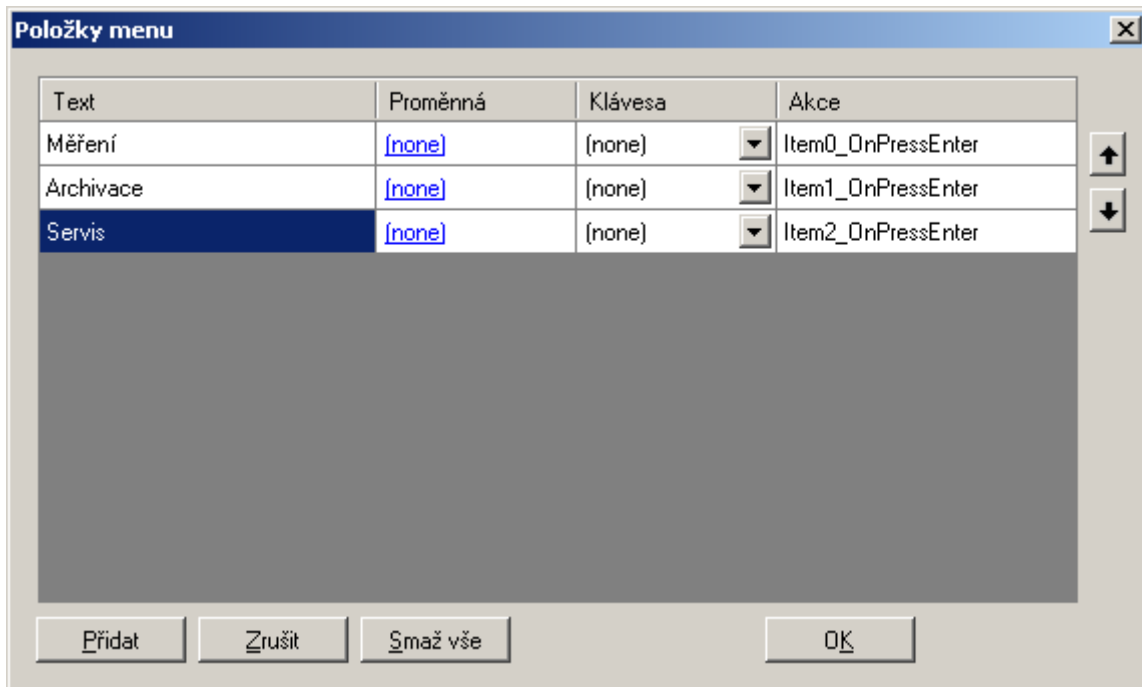 Položky menu
Text Proměnná Klávesa Akce
Měření (none) (none) Item0_OnPressEnter
Archivace (none) (none) Item1_OnPressEnter
Servis (none) (none) Item2_OnPressEnter
Přidat Zrušit Smaž vše OK